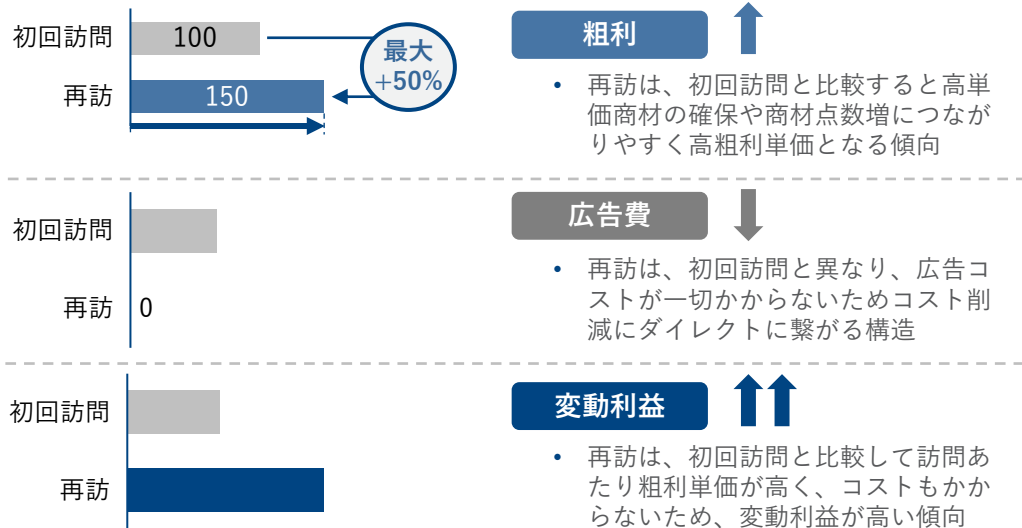 初回訪問
100
再訪
150
最大
+50%
粗利
• 再訪は、初回訪問と比較すると高単
価商材の確保や商材点数増につなが
りやすく高粗利単価となる傾向
初回訪問
再訪
0
広告費
• 再訪は、初回訪問と異なり、広告コ
ストが一切かからないためコスト削
減にダイレクトに繋がる構造
初回訪問
再訪
変動利益
• 再訪は、初回訪問と比較して訪問あ
たり粗利単価が高く、コストもかか
らないため、変動利益が高い傾向